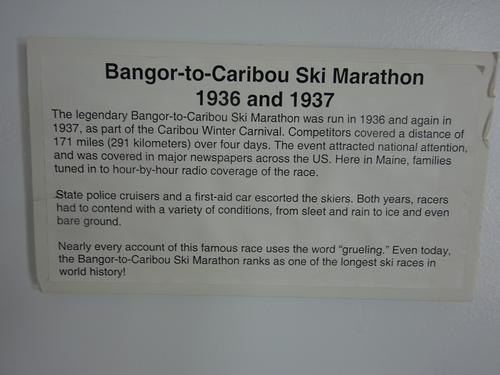 Bangor-to-Caribou Ski Marathon
1936 and 1937
The legendary Bangor-to-Caribou Ski Marathon was run in 1936 and again in
1937, as part of the Caribou Winter Carnival. Competitors covered a distance of
171 miles (291 kilometers) over four days. The event attracted national attention,
and was covered in major newspapers across the US. Here in Maine, families
tuned in to hour-by-hour radio coverage of the race.
State police cruisers and a first-aid car escorted the skiers. Both years, racers
had to contend with a variety of conditions, from sleet and rain to ice and even
bare ground.
Nearly every account of this famous race uses the word “grueling.” Even today,
the Bangor-to-Caribou Ski Marathon ranks as one of the longest ski races in
world history!